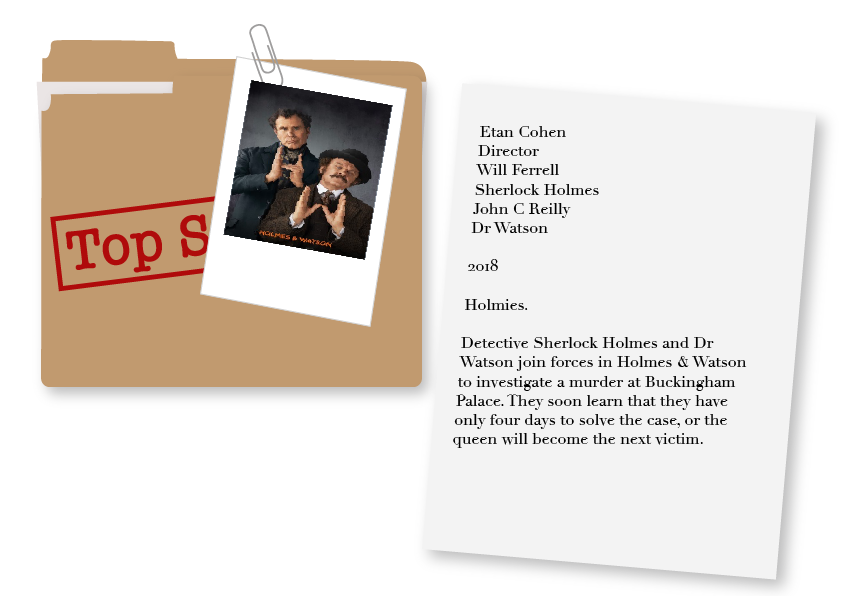 Top S
HOLMES & WATSON
Etan Cohen
Director
Will Ferrell
Sherlock Holmes
John C Reilly
Dr Watson
2018
Holmies.
Detective Sherlock Holmes and Dr
Watson join forces in Holmes & Watson
to investigate a murder at Buckingham
Palace. They soon learn that they have
only four days to solve the case, or the
queen will become the next victim.